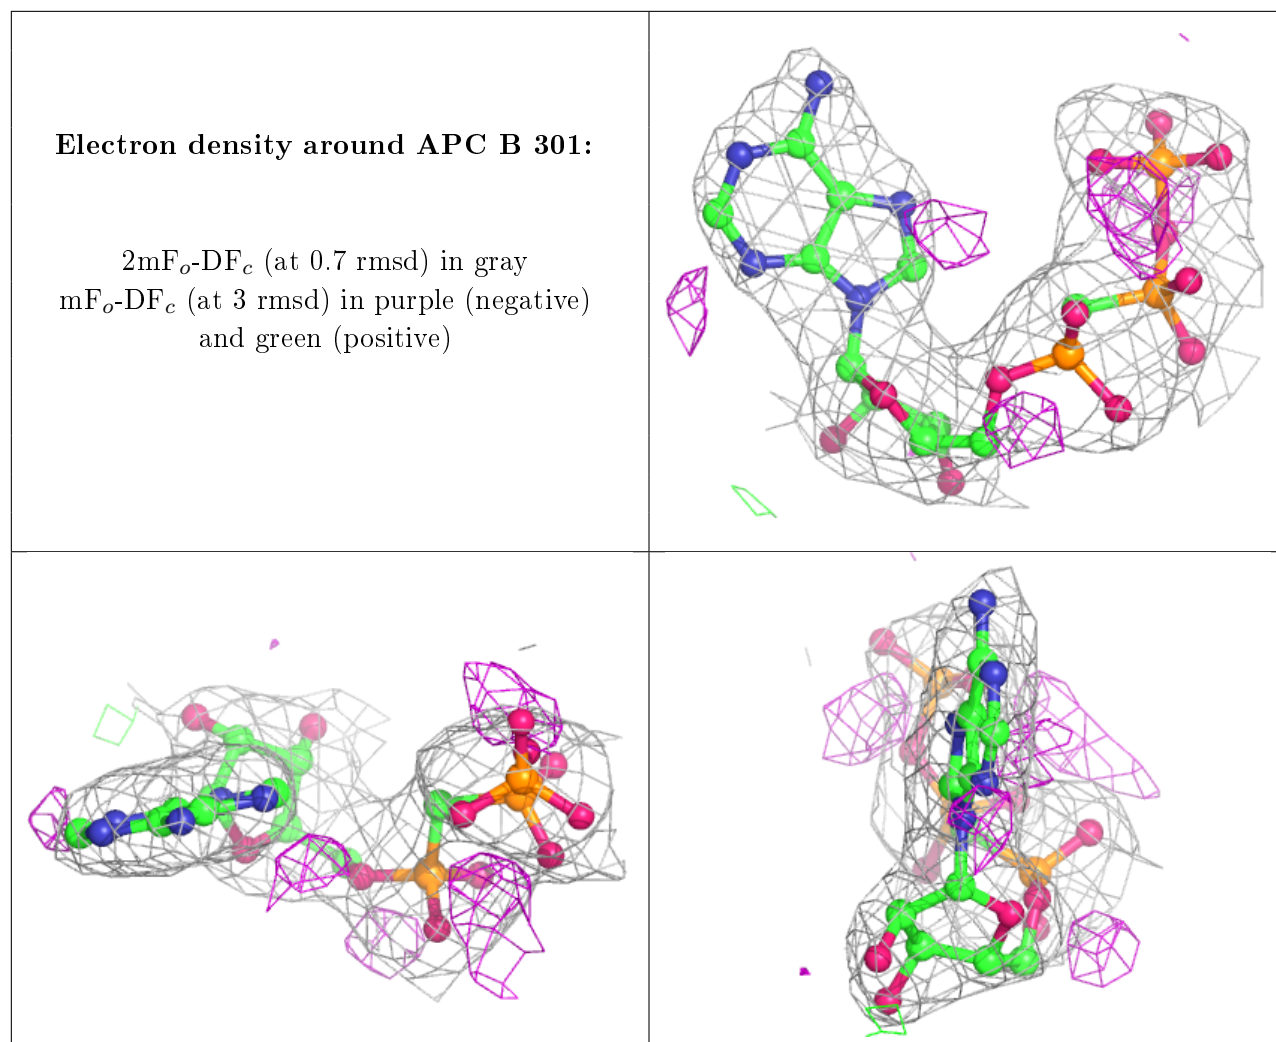 Electron density around APC B 301:
2mFₒ-DF𝒸 (at 0.7 rmsd) in gray
mFₒ-DF𝒸 (at 3 rmsd) in purple (negative)
and green (positive)